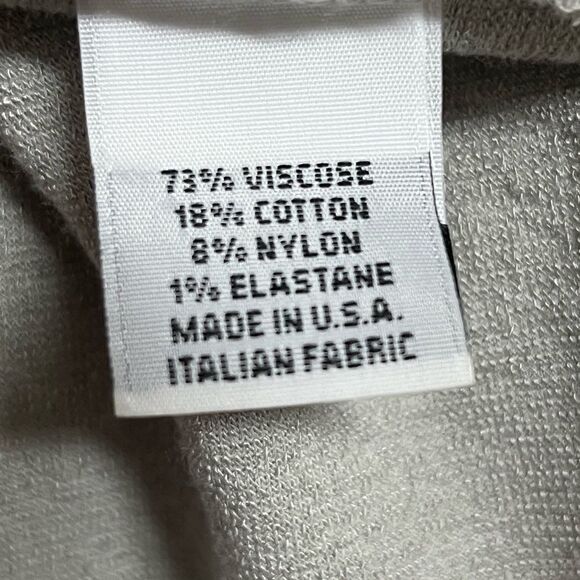 73% VISCOSE
18% COTTON
8% NYLON
1% ELASTANE
MADE IN U.S.A.
ITALIAN FABRIC